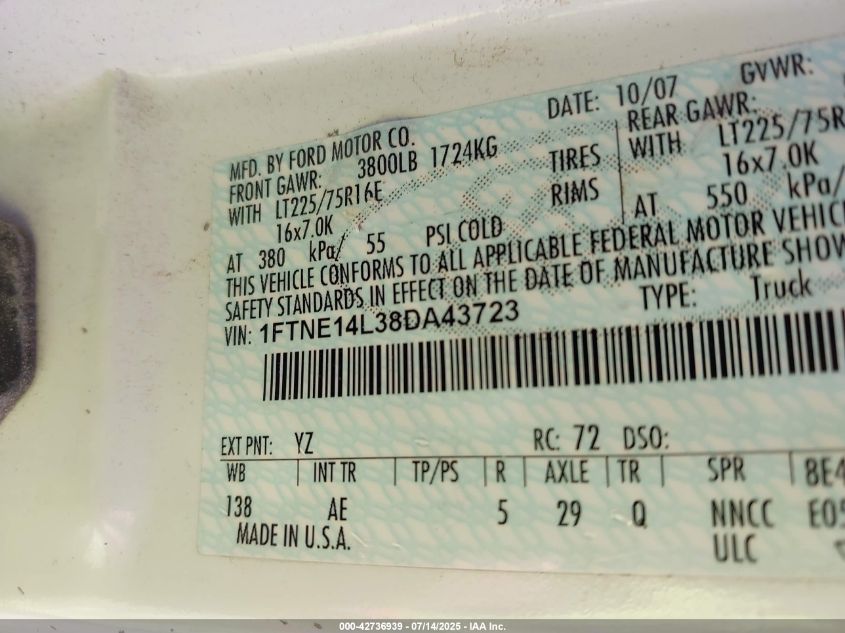 DATE: 10/07 GVWR:
MFD. BY FORD MOTOR CO.
FRONT GAWR: 3800LB 1724KG REAR GAWR:
WITH LT225/75R16E TIRES WITH LT225/75R
16x7.0K RIMS 16x7.0K
AT 380 kPa/ 55 PSI COLD AT 550 kPa/
THIS VEHICLE CONFORMS TO ALL APPLICABLE FEDERAL MOTOR VEHIC
SAFETY STANDARDS IN EFFECT ON THE DATE OF MANUFACTURE SHOW
VIN: 1FTNE14L38DA43723 TYPE: Truck
EXT PNT: YZ RC: 72 DSO:
WB INT TR TP/PS R AXLE TR SPR 8E4
138 AE 5 29 Q NNCC E05
MADE IN U.S.A. ULC
000-42736939 - 07/14/2025 - IAA Inc.